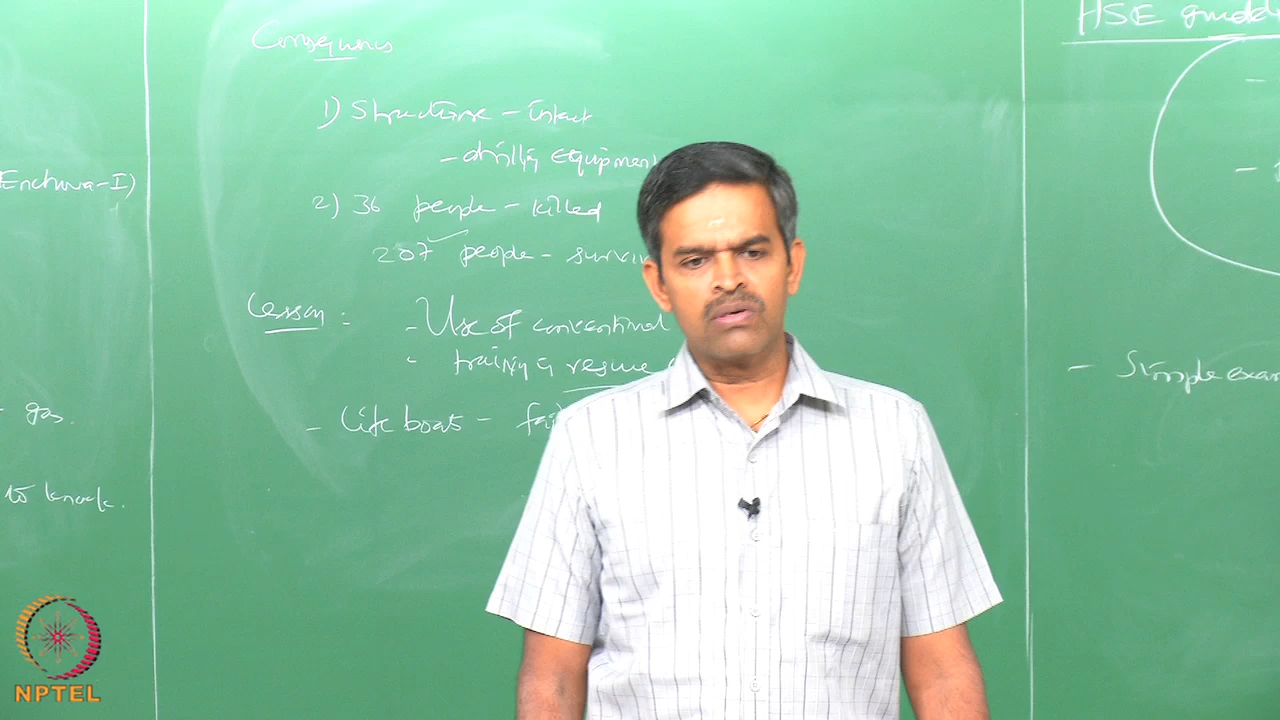 Enchova-I)
gas.
to knock.
Consequences
1) Structure - intact
- drilling equipment
2) 36 people - killed
207 people - surviv
Lesson :
- Use of conventional
- training & rescue
- life boats - fai
HSE guide
- Simple exam
NPTEL